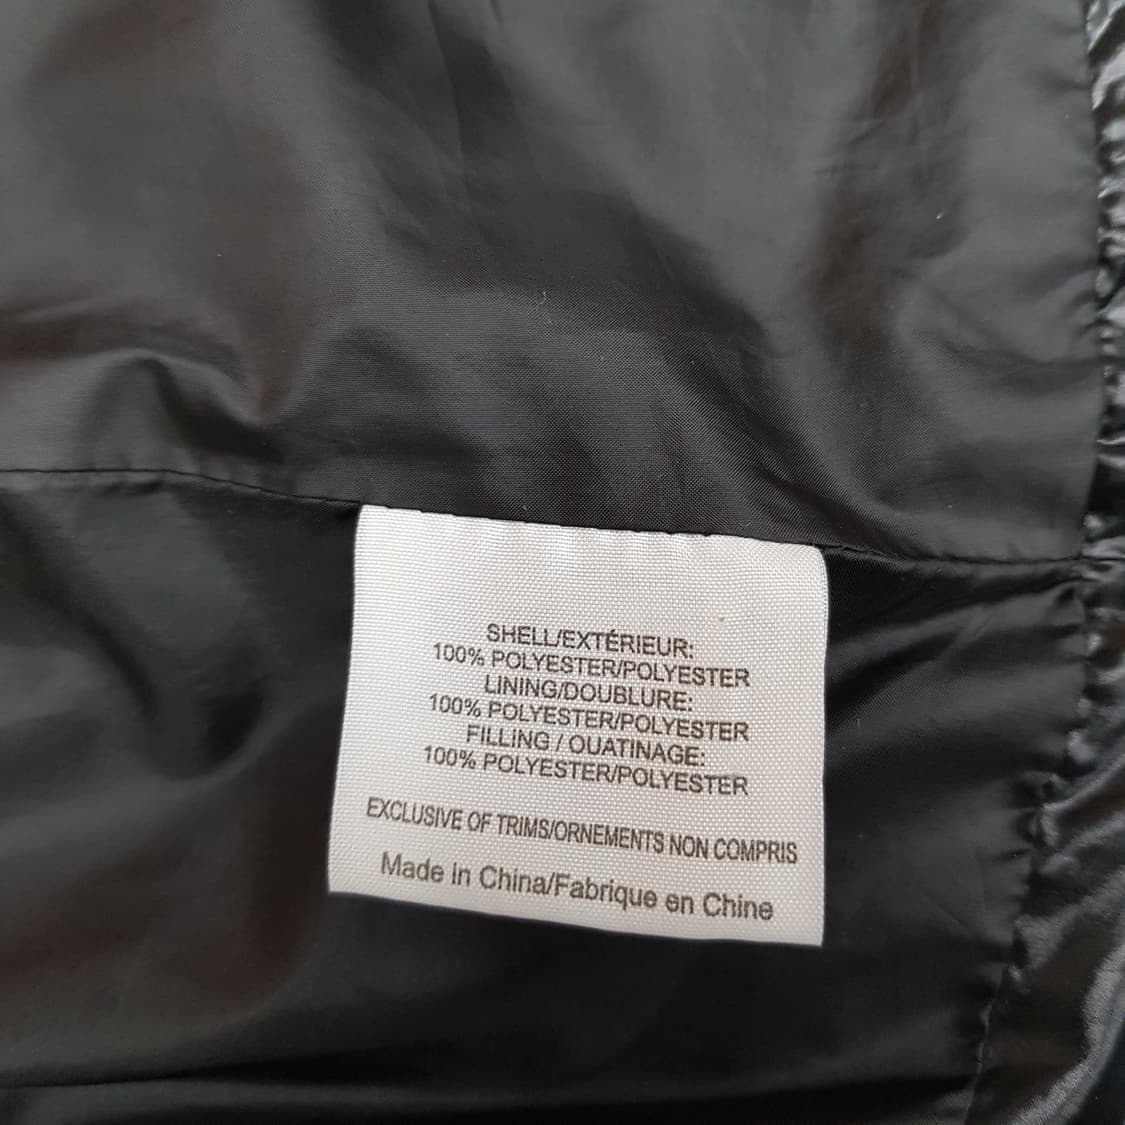 SHELL/EXTÉRIEUR:
100% POLYESTER/POLYESTER
LINING/DOUBLURE:
100% POLYESTER/POLYESTER
FILLING / OUATINAGE:
100% POLYESTER/POLYESTER
EXCLUSIVE OF TRIMS/ORNEMENTS NON COMPRIS
Made in China/Fabrique en Chine